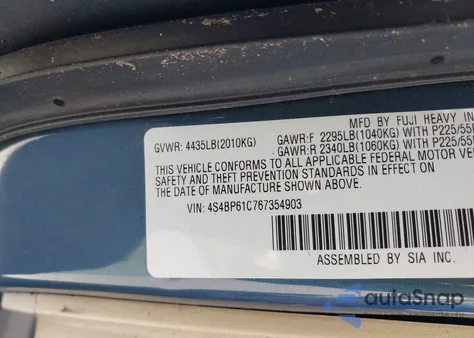 MFD. BY FUJI HEAVY IN
GVWR: 4435LB(2010KG) GAWR:F 2295LB(1040KG) WITH P225/55
GAWR:R 2340LB(1060KG) WITH P225/55
THIS VEHICLE CONFORMS TO ALL APPLICABLE FEDERAL MOTOR VEH
SAFETY AND THEFT PREVENTION STANDARDS IN EFFECT ON
THE DATE OF MANUFACTURE SHOWN ABOVE.
VIN: 4S4BP61C767354903
ASSEMBLED BY SIA INC.
autoSnap